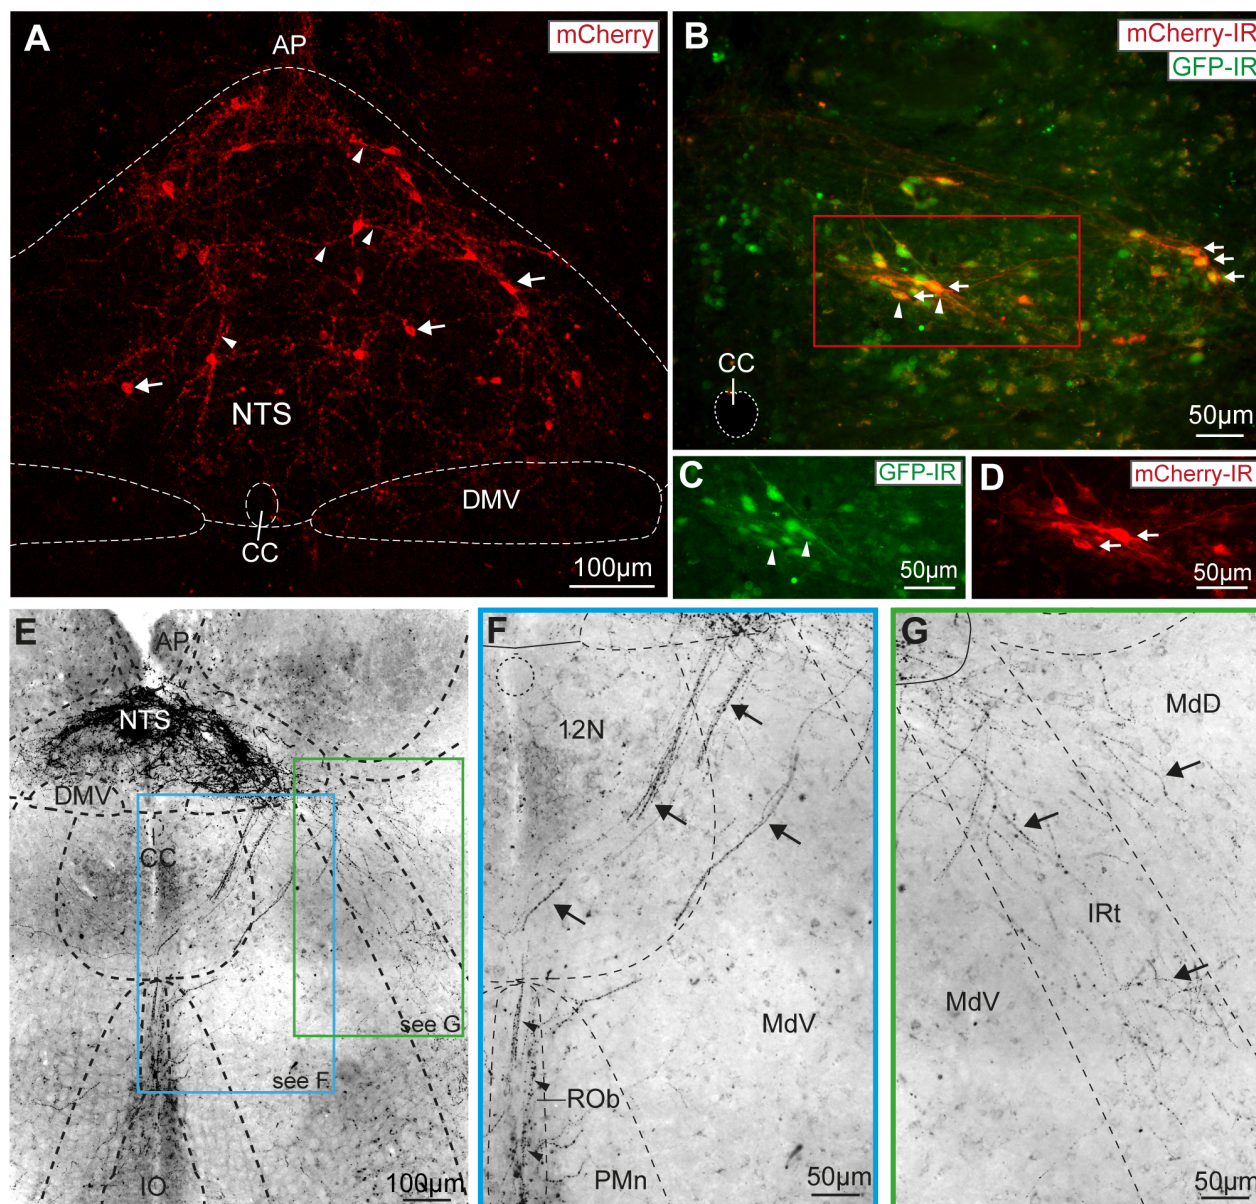 A
AP
mCherry
NTS
DMV
CC
100µm
B
mCherry-IR
GFP-IR
CC
50µm
C
GFP-IR
50µm
D
mCherry-IR
50µm
E
AP
NTS
DMV
CC
see G
see F
IO
100µm
F
12N
MdV
ROb
PMn
50µm
G
MdD
IRt
MdV
50µm